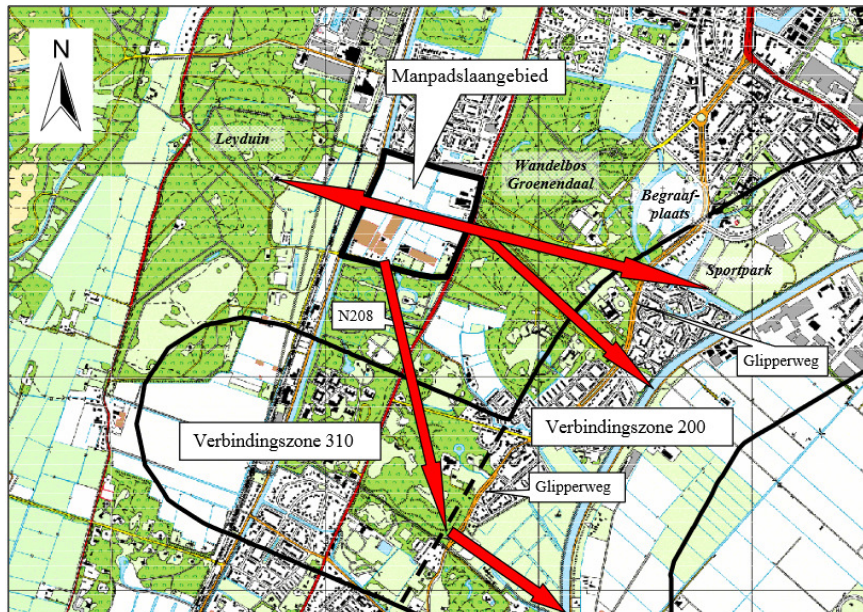 N
Manpadslaangebied
Leyduin
Wandelbos
Groenendaal
Begraaf-
plaats
Sportpark
N208
Glipperweg
Verbindingszone 310
Verbindingszone 200
Glipperweg